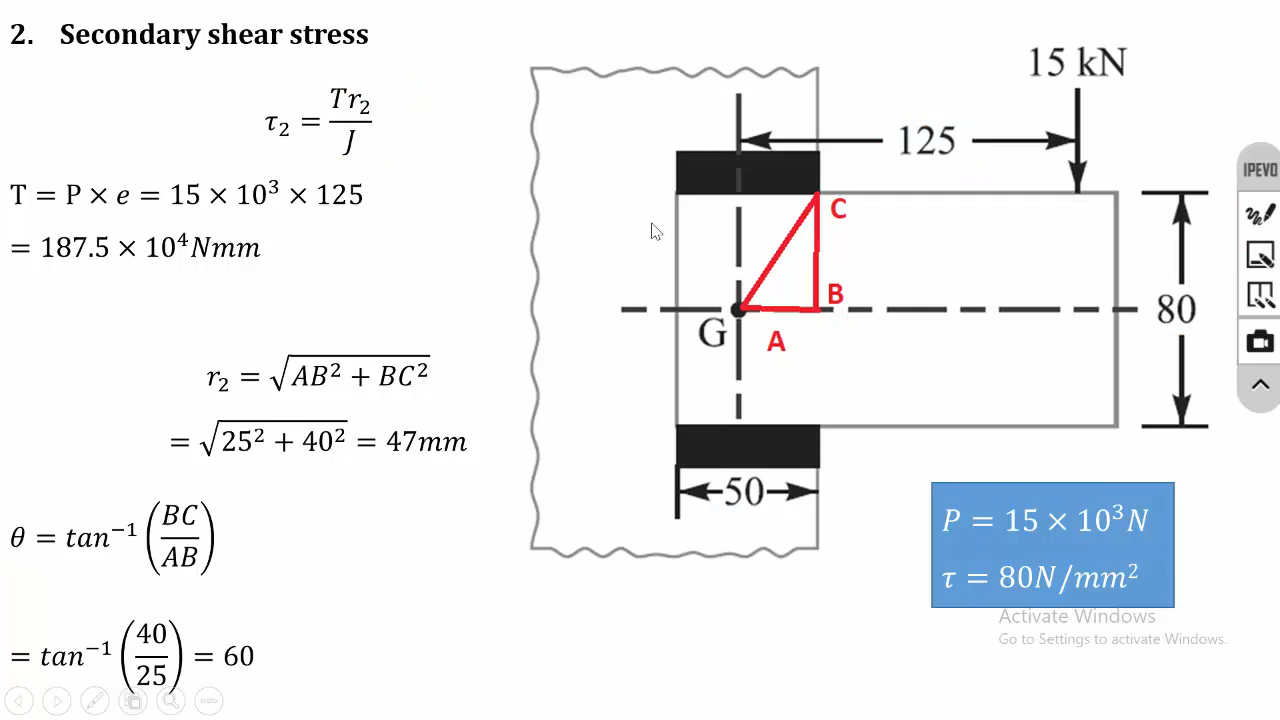 2. Secondary shear stress
τ₂ = Tr₂/J
T = P × e = 15 × 10³ × 125
= 187.5 × 10⁴Nmm
r₂ = √(AB² + BC²)
= √(25² + 40²) = 47mm
θ = tan⁻¹(BC/AB)
= tan⁻¹(40/25) = 60
15 kN
125
C
B
G
A
80
50
P = 15 × 10³N
τ = 80N/mm²
Activate Windows
Go to Settings to activate Windows.
IPEVO